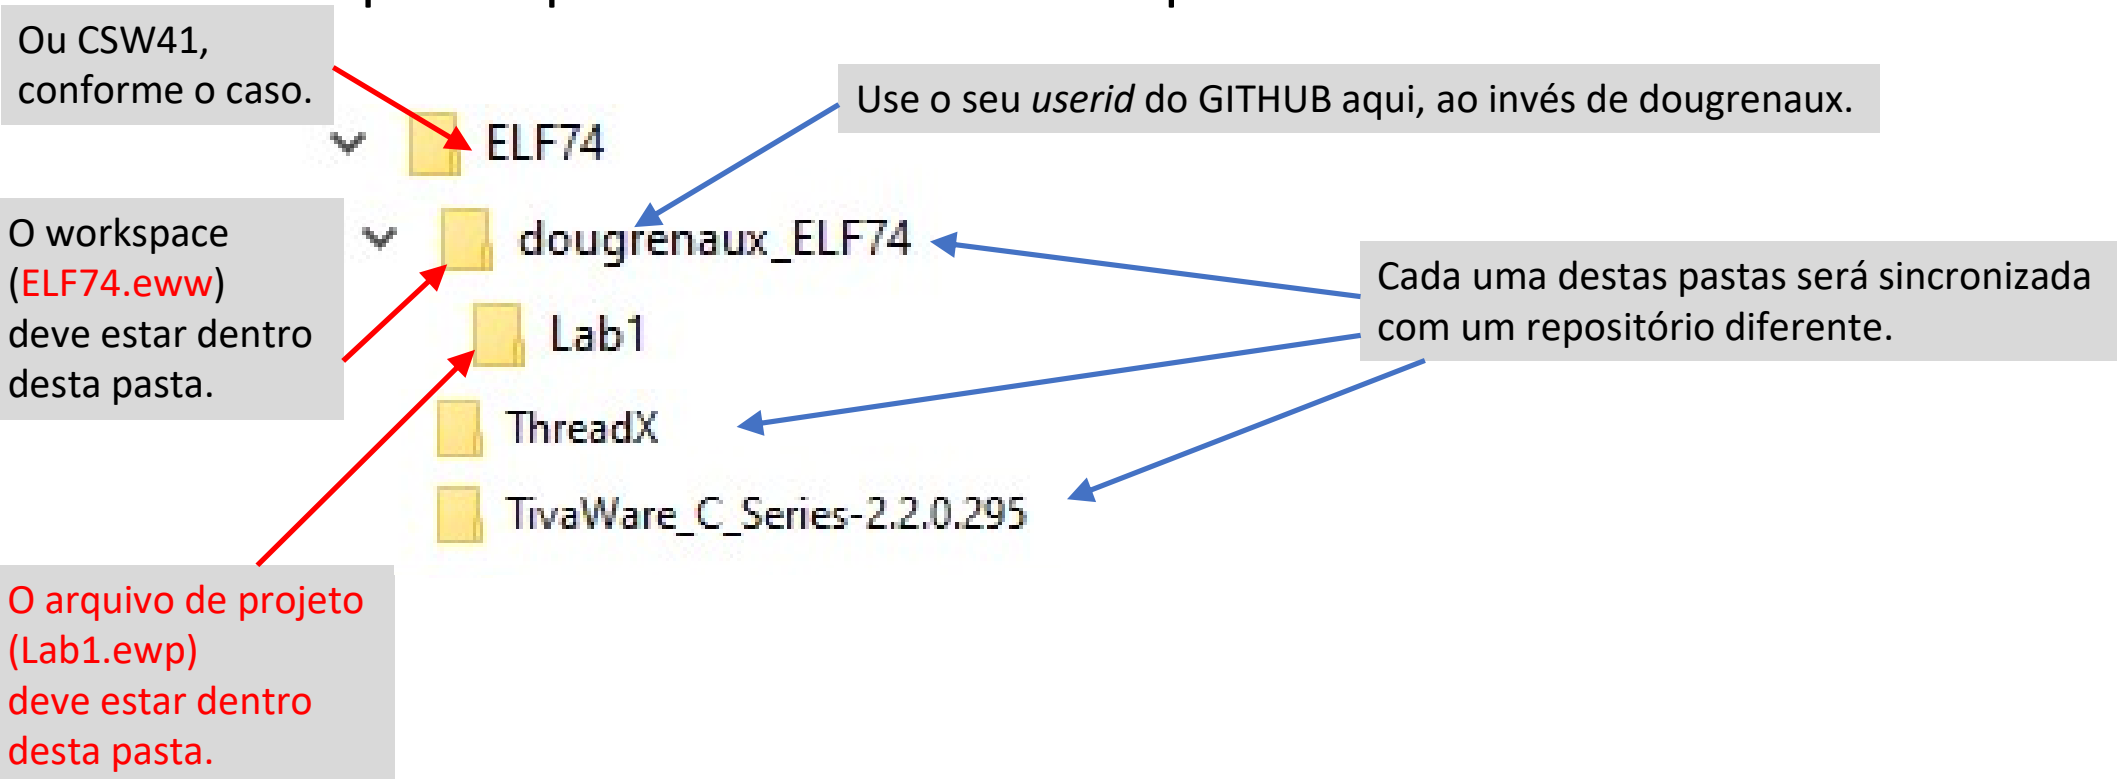 Ou CSW41,
conforme o caso.
Use o seu userid do GITHUB aqui, ao invés de dougrenaux.
ELF74
O workspace
(ELF74.eww)
deve estar dentro
desta pasta.
dougrenaux_ELF74
Cada uma destas pastas será sincronizada
com um repositório diferente.
Lab1
ThreadX
TivaWare_C_Series-2.2.0.295
O arquivo de projeto
(Lab1.ewp)
deve estar dentro
desta pasta.